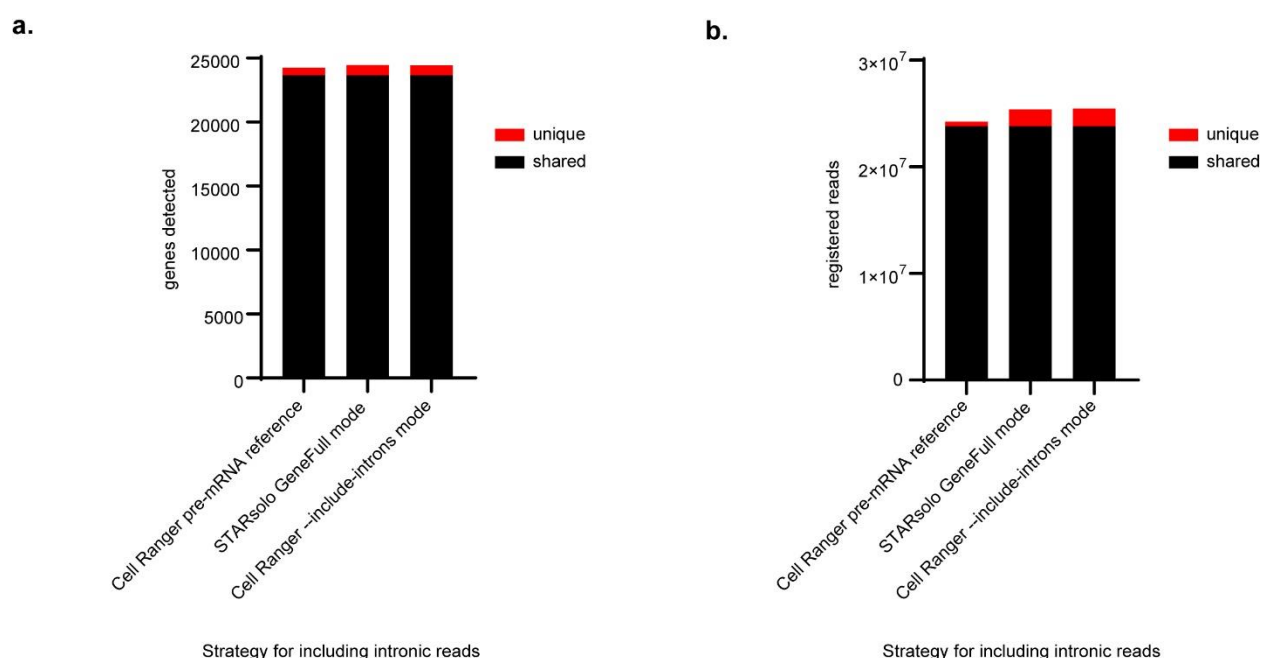 a.
25000
20000
15000
10000
5000
0
genes detected
unique
shared
Cell Ranger pre-mRNA reference
STARsolo GeneFull mode
Cell Ranger --include-introns mode
Strategy for including intronic reads
b.
3×10⁷
2×10⁷
1×10⁷
0
registered reads
unique
shared
Cell Ranger pre-mRNA reference
STARsolo GeneFull mode
Cell Ranger --include-introns mode
Strategy for including intronic reads